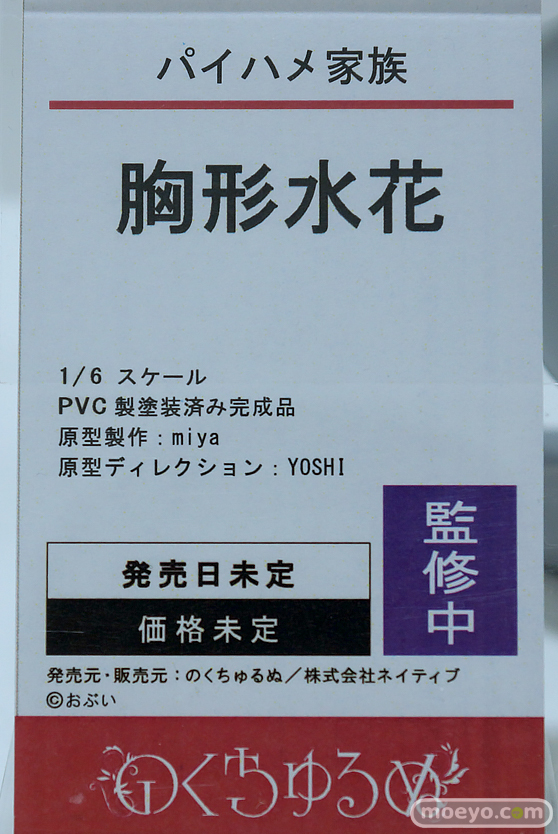 パイハメ家族
胸形水花
1/6 スケール
PVC 製塗装済み完成品
原型製作：miya
原型ディレクション：YOSHI
監修中
発売日未定
価格未定
発売元・販売元：のくちゅるぬ／株式会社ネイティブ
©おぶい
のくちゅるぬ
moeyo.com